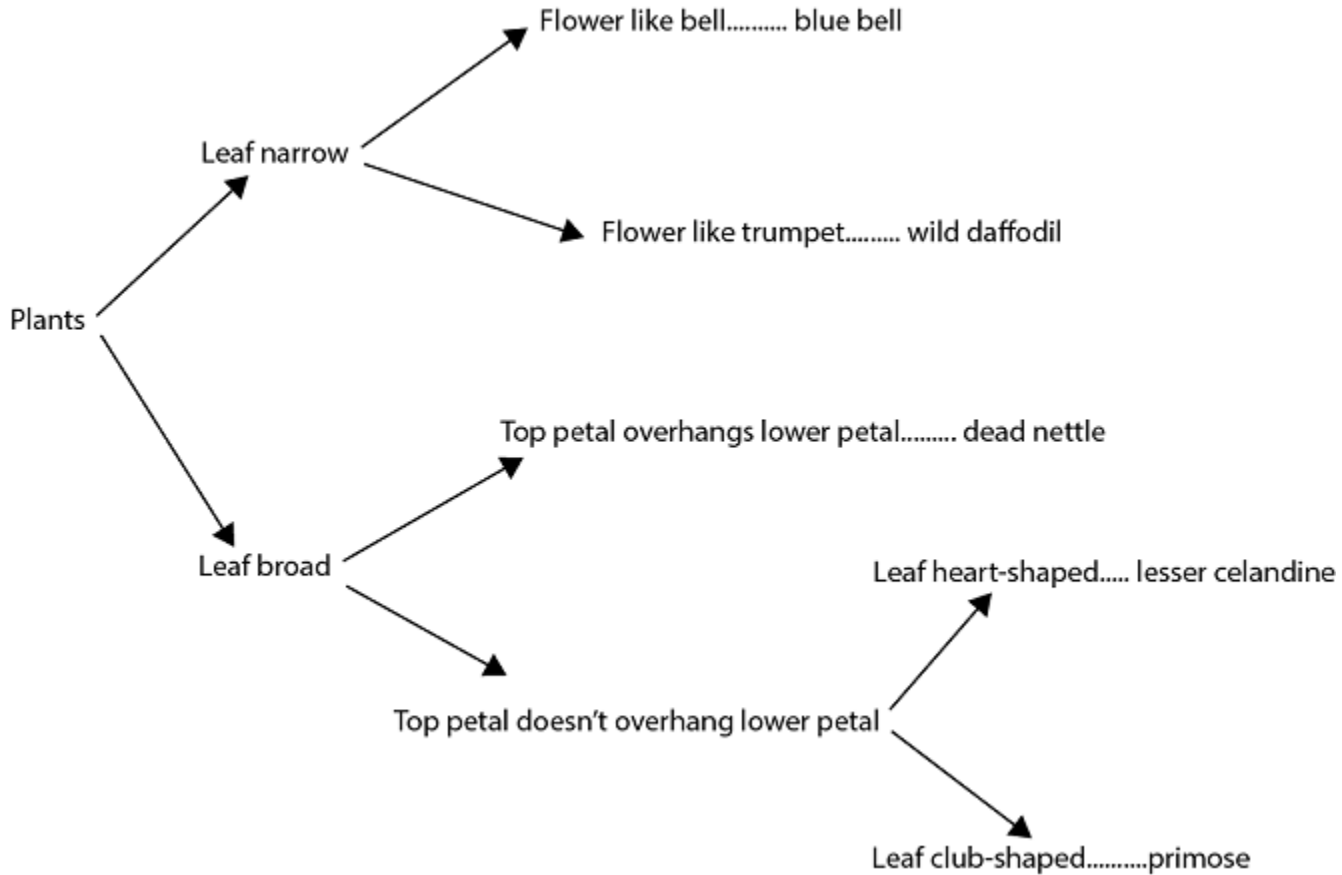 Flower like bell.......... blue bell
Leaf narrow
Flower like trumpet......... wild daffodil
Plants
Top petal overhangs lower petal......... dead nettle
Leaf broad
Leaf heart-shaped..... lesser celandine
Top petal doesn't overhang lower petal
Leaf club-shaped..........primose